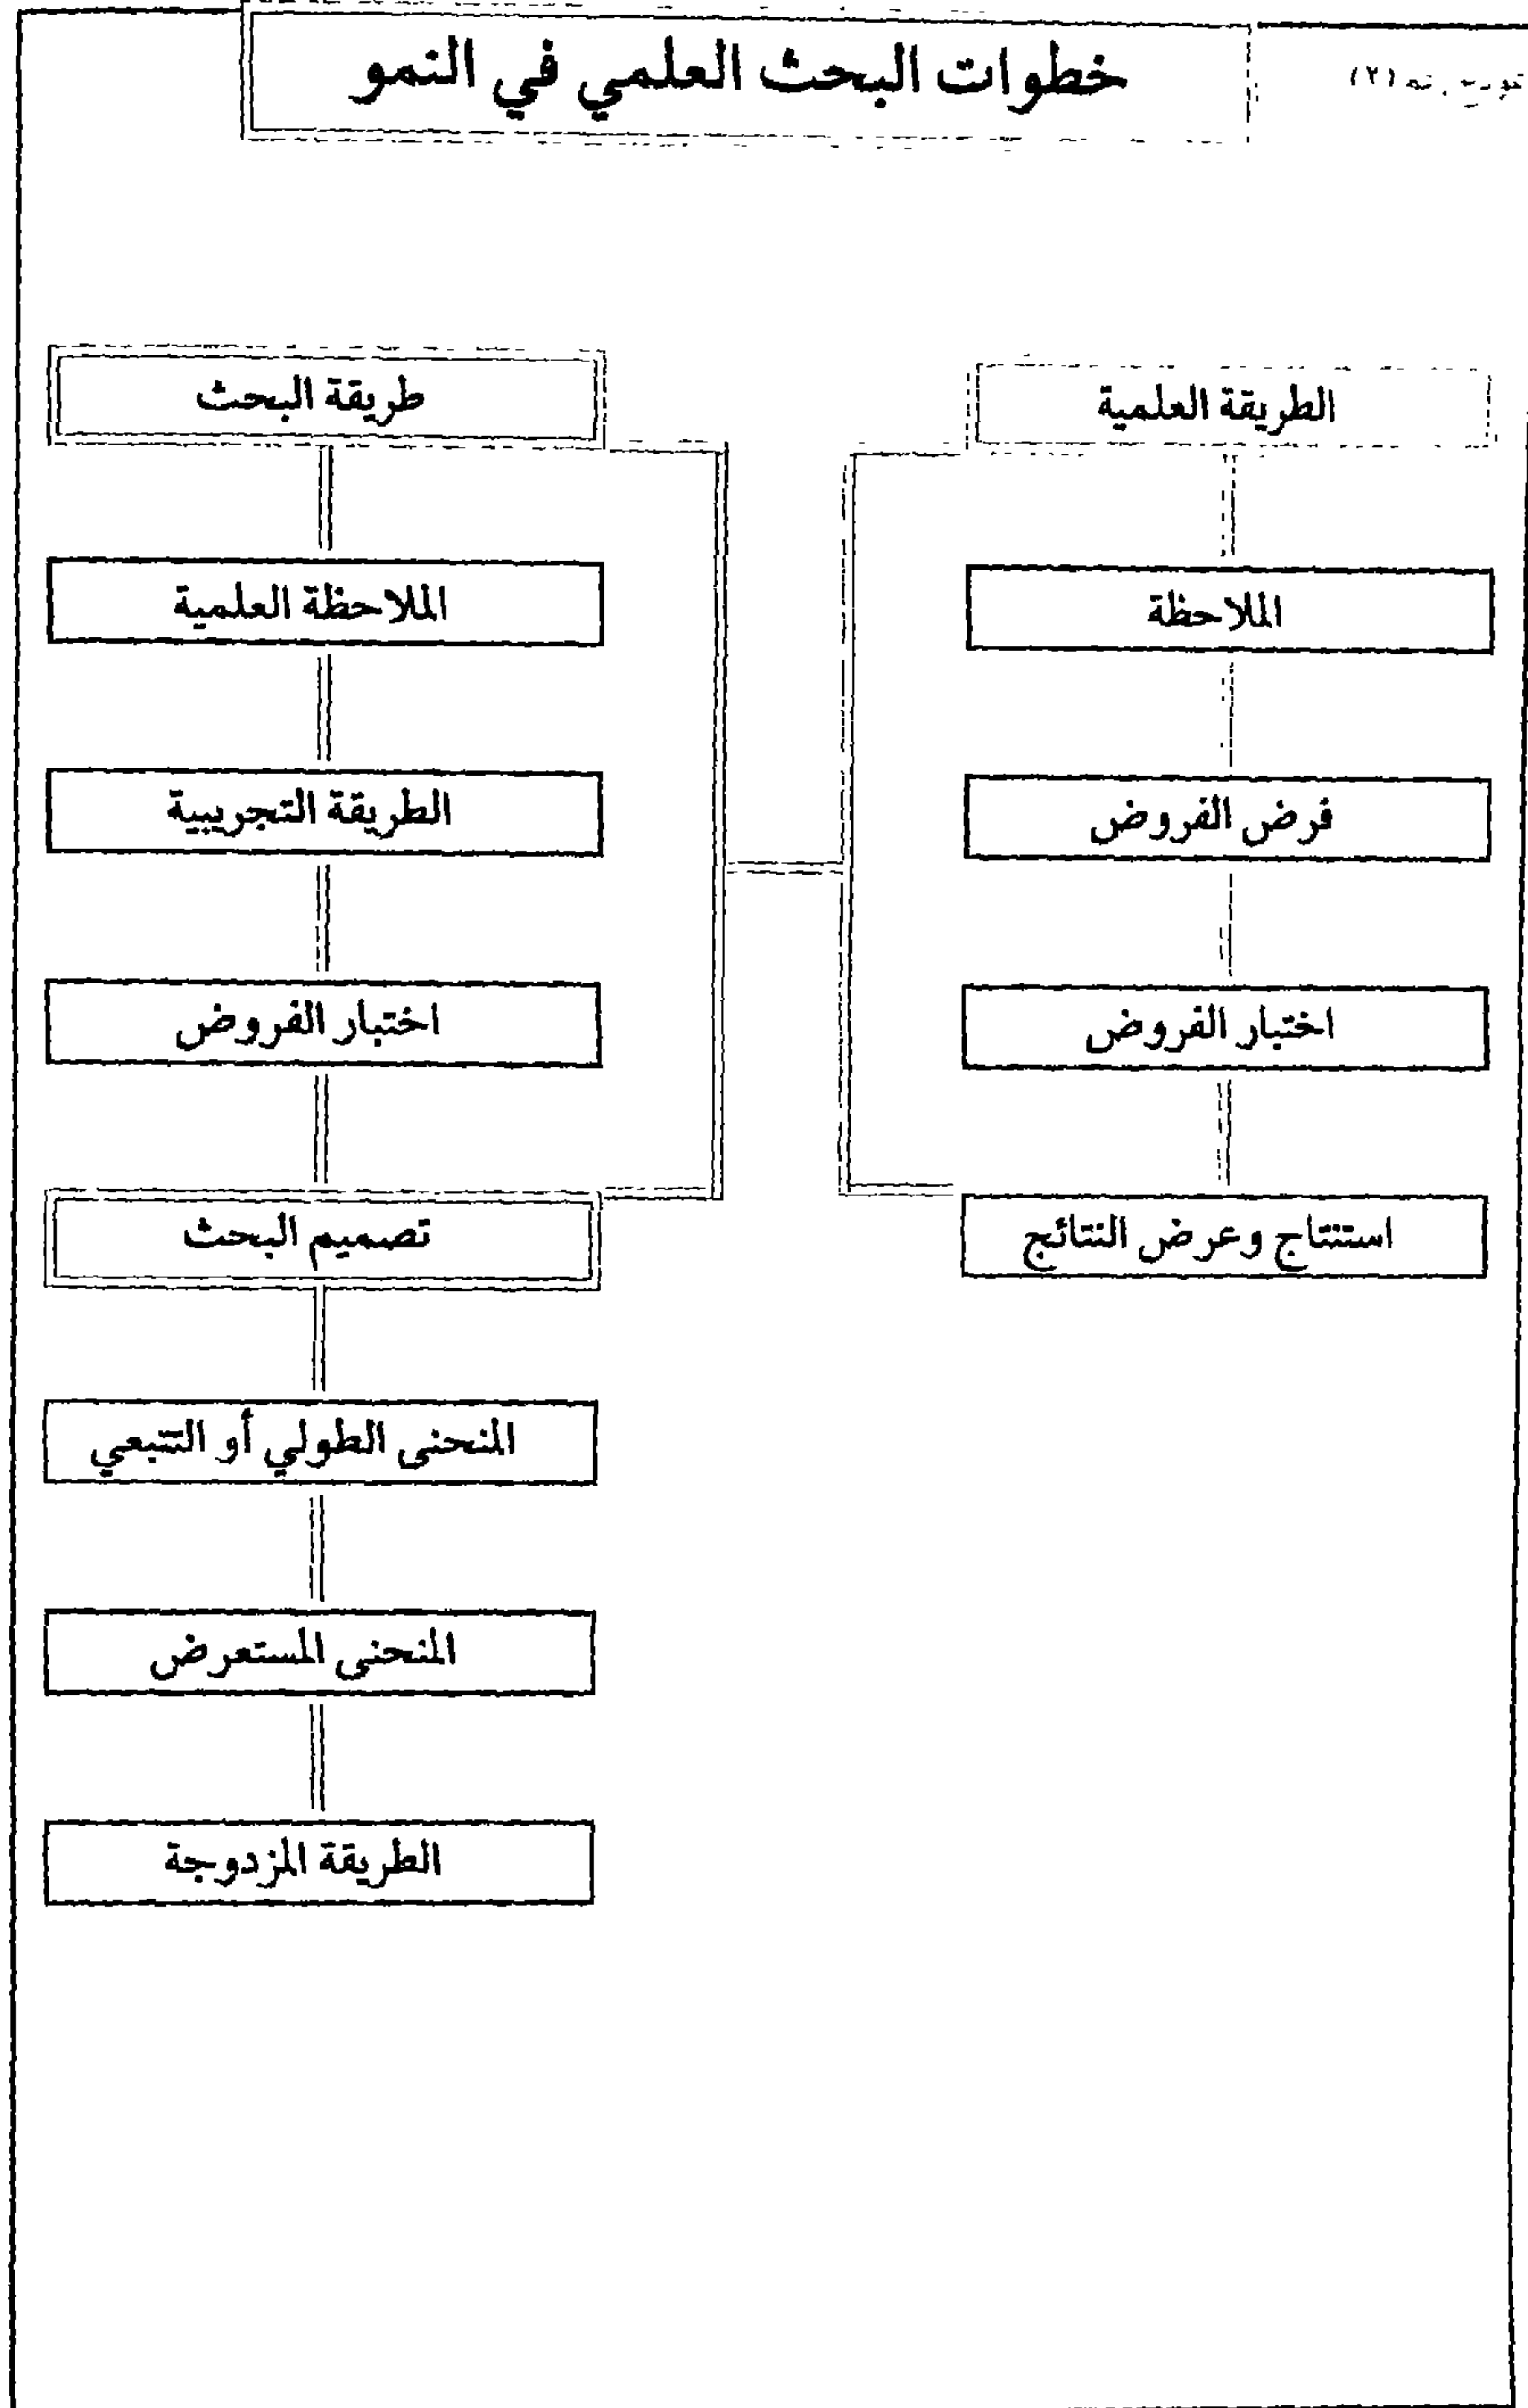 (٢)
خطوات البحث العلمي في النمو
الطريقة العلمية
الملاحظة
فرض الفروض
اختبار الفروض
استنتاج وعرض النتائج
طريقة البحث
الملاحظة العلمية
الطريقة التجريبية
اختبار الفروض
تصميم البحث
المنحنى الطولي أو التتبعي
المنحنى المستعرض
الطريقة المزدوجة